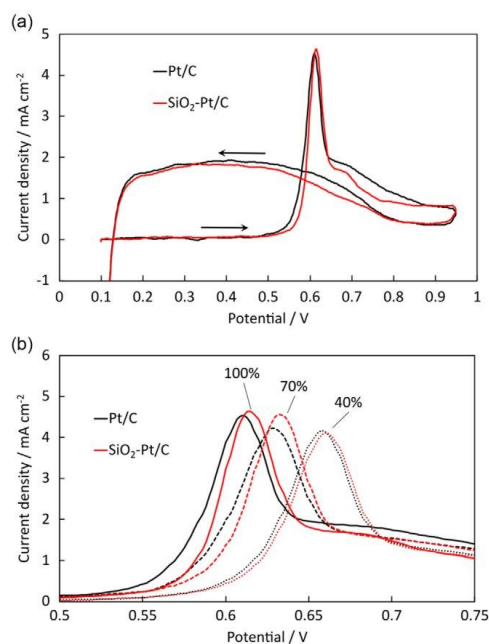 (a)
5
4
3
2
1
0
-1
Current density / mA cm⁻²
Pt/C
SiO₂-Pt/C
0 0.1 0.2 0.3 0.4 0.5 0.6 0.7 0.8 0.9 1
Potential / V
(b)
6
5
4
3
2
1
0
Current density / mA cm⁻²
100% 70% 40%
Pt/C
SiO₂-Pt/C
0.5 0.55 0.6 0.65 0.7 0.75
Potential / V